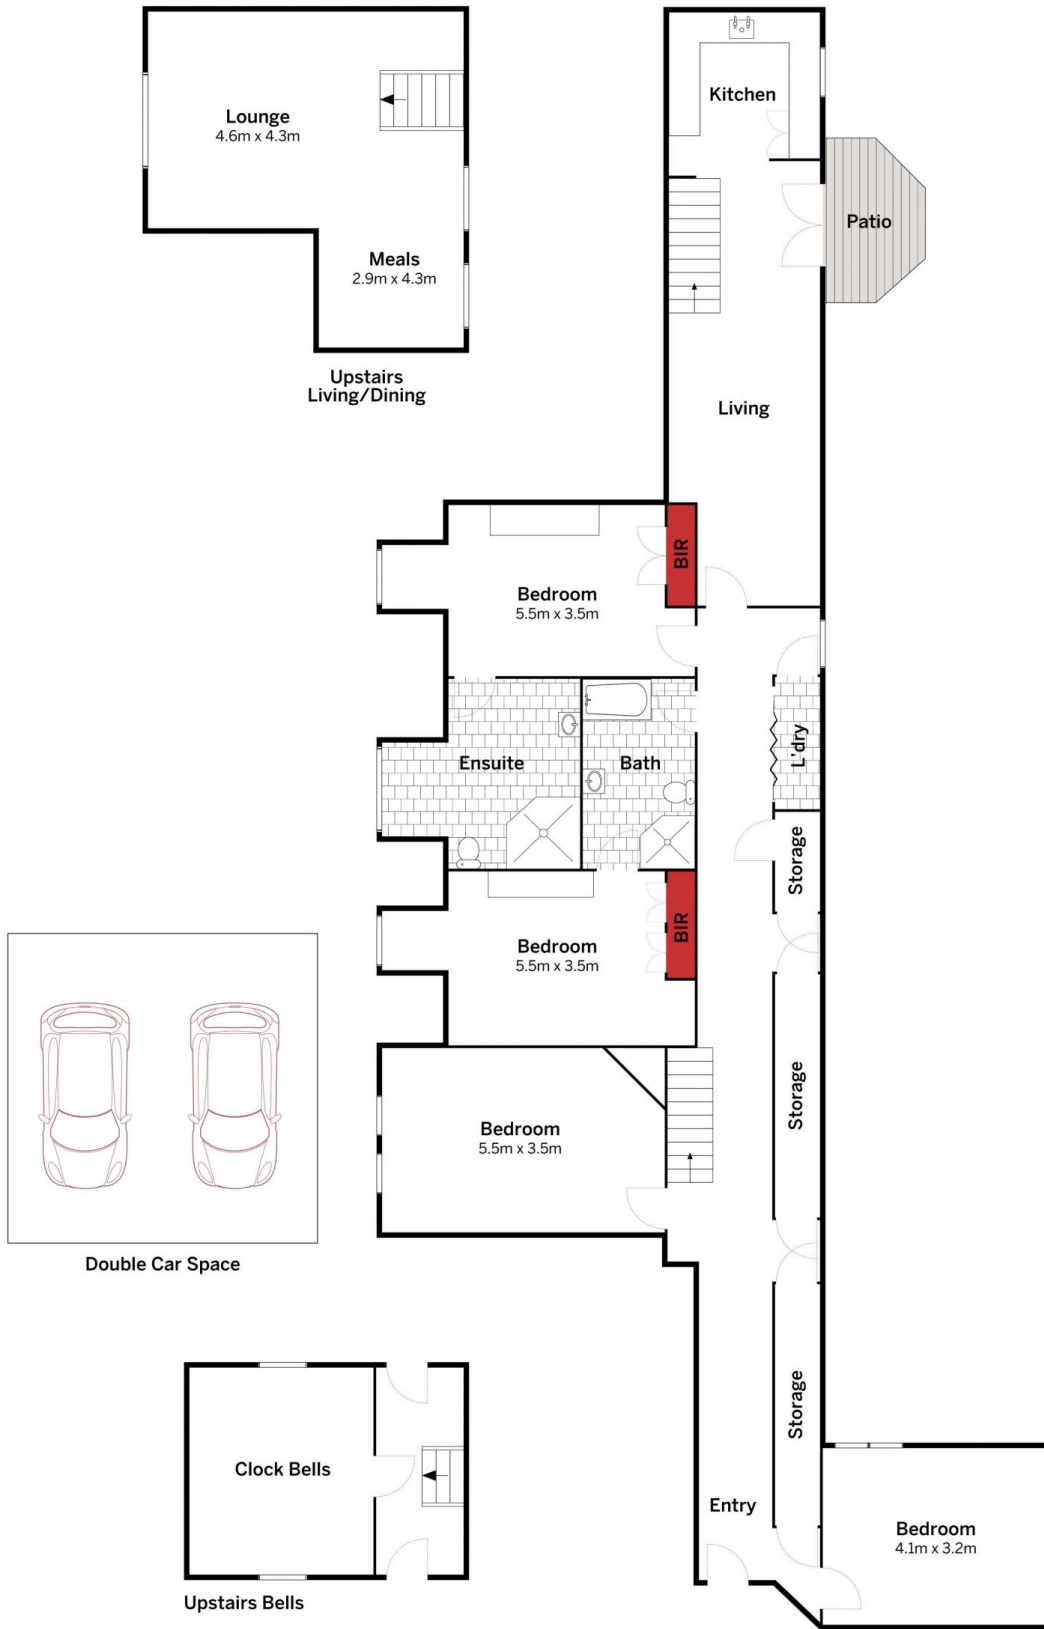 Lounge
4.6m x 4.3m
Meals
2.9m x 4.3m
Upstairs
Living/Dining
Kitchen
Patio
Living
BIR
Bedroom
5.5m x 3.5m
Ensuite
Bath
L'dry
Storage
BIR
Bedroom
5.5m x 3.5m
Storage
Bedroom
5.5m x 3.5m
Double Car Space
Storage
Clock Bells
Entry
Bedroom
4.1m x 3.2m
Upstairs Bells